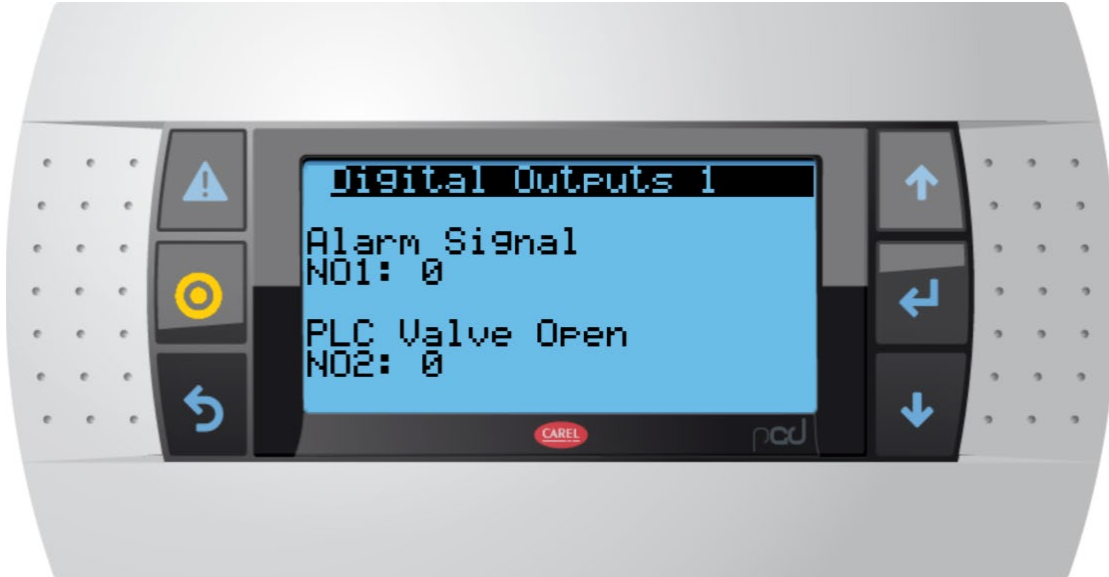 Digital Outputs 1
Alarm Signal
NO1: 0
PLC Valve Open
NO2: 0
CAREL
pGD